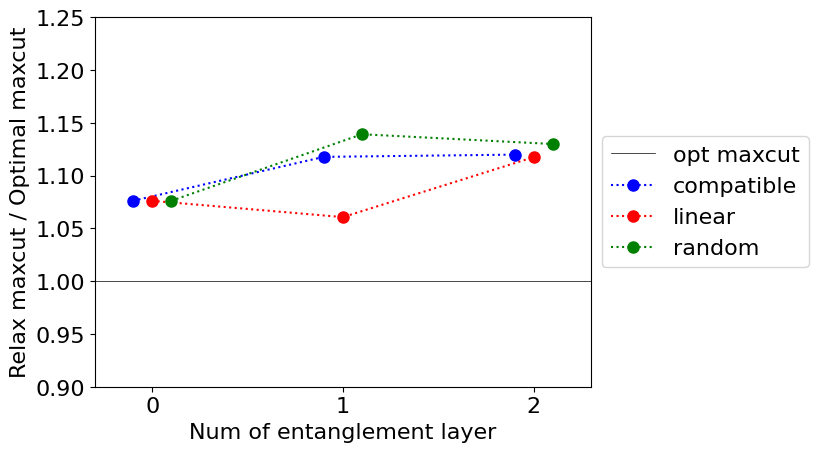 Relax maxcut / Optimal maxcut
1.25
1.20
1.15
1.10
1.05
1.00
0.95
0.90
0
1
2
Num of entanglement layer
opt maxcut
compatible
linear
random